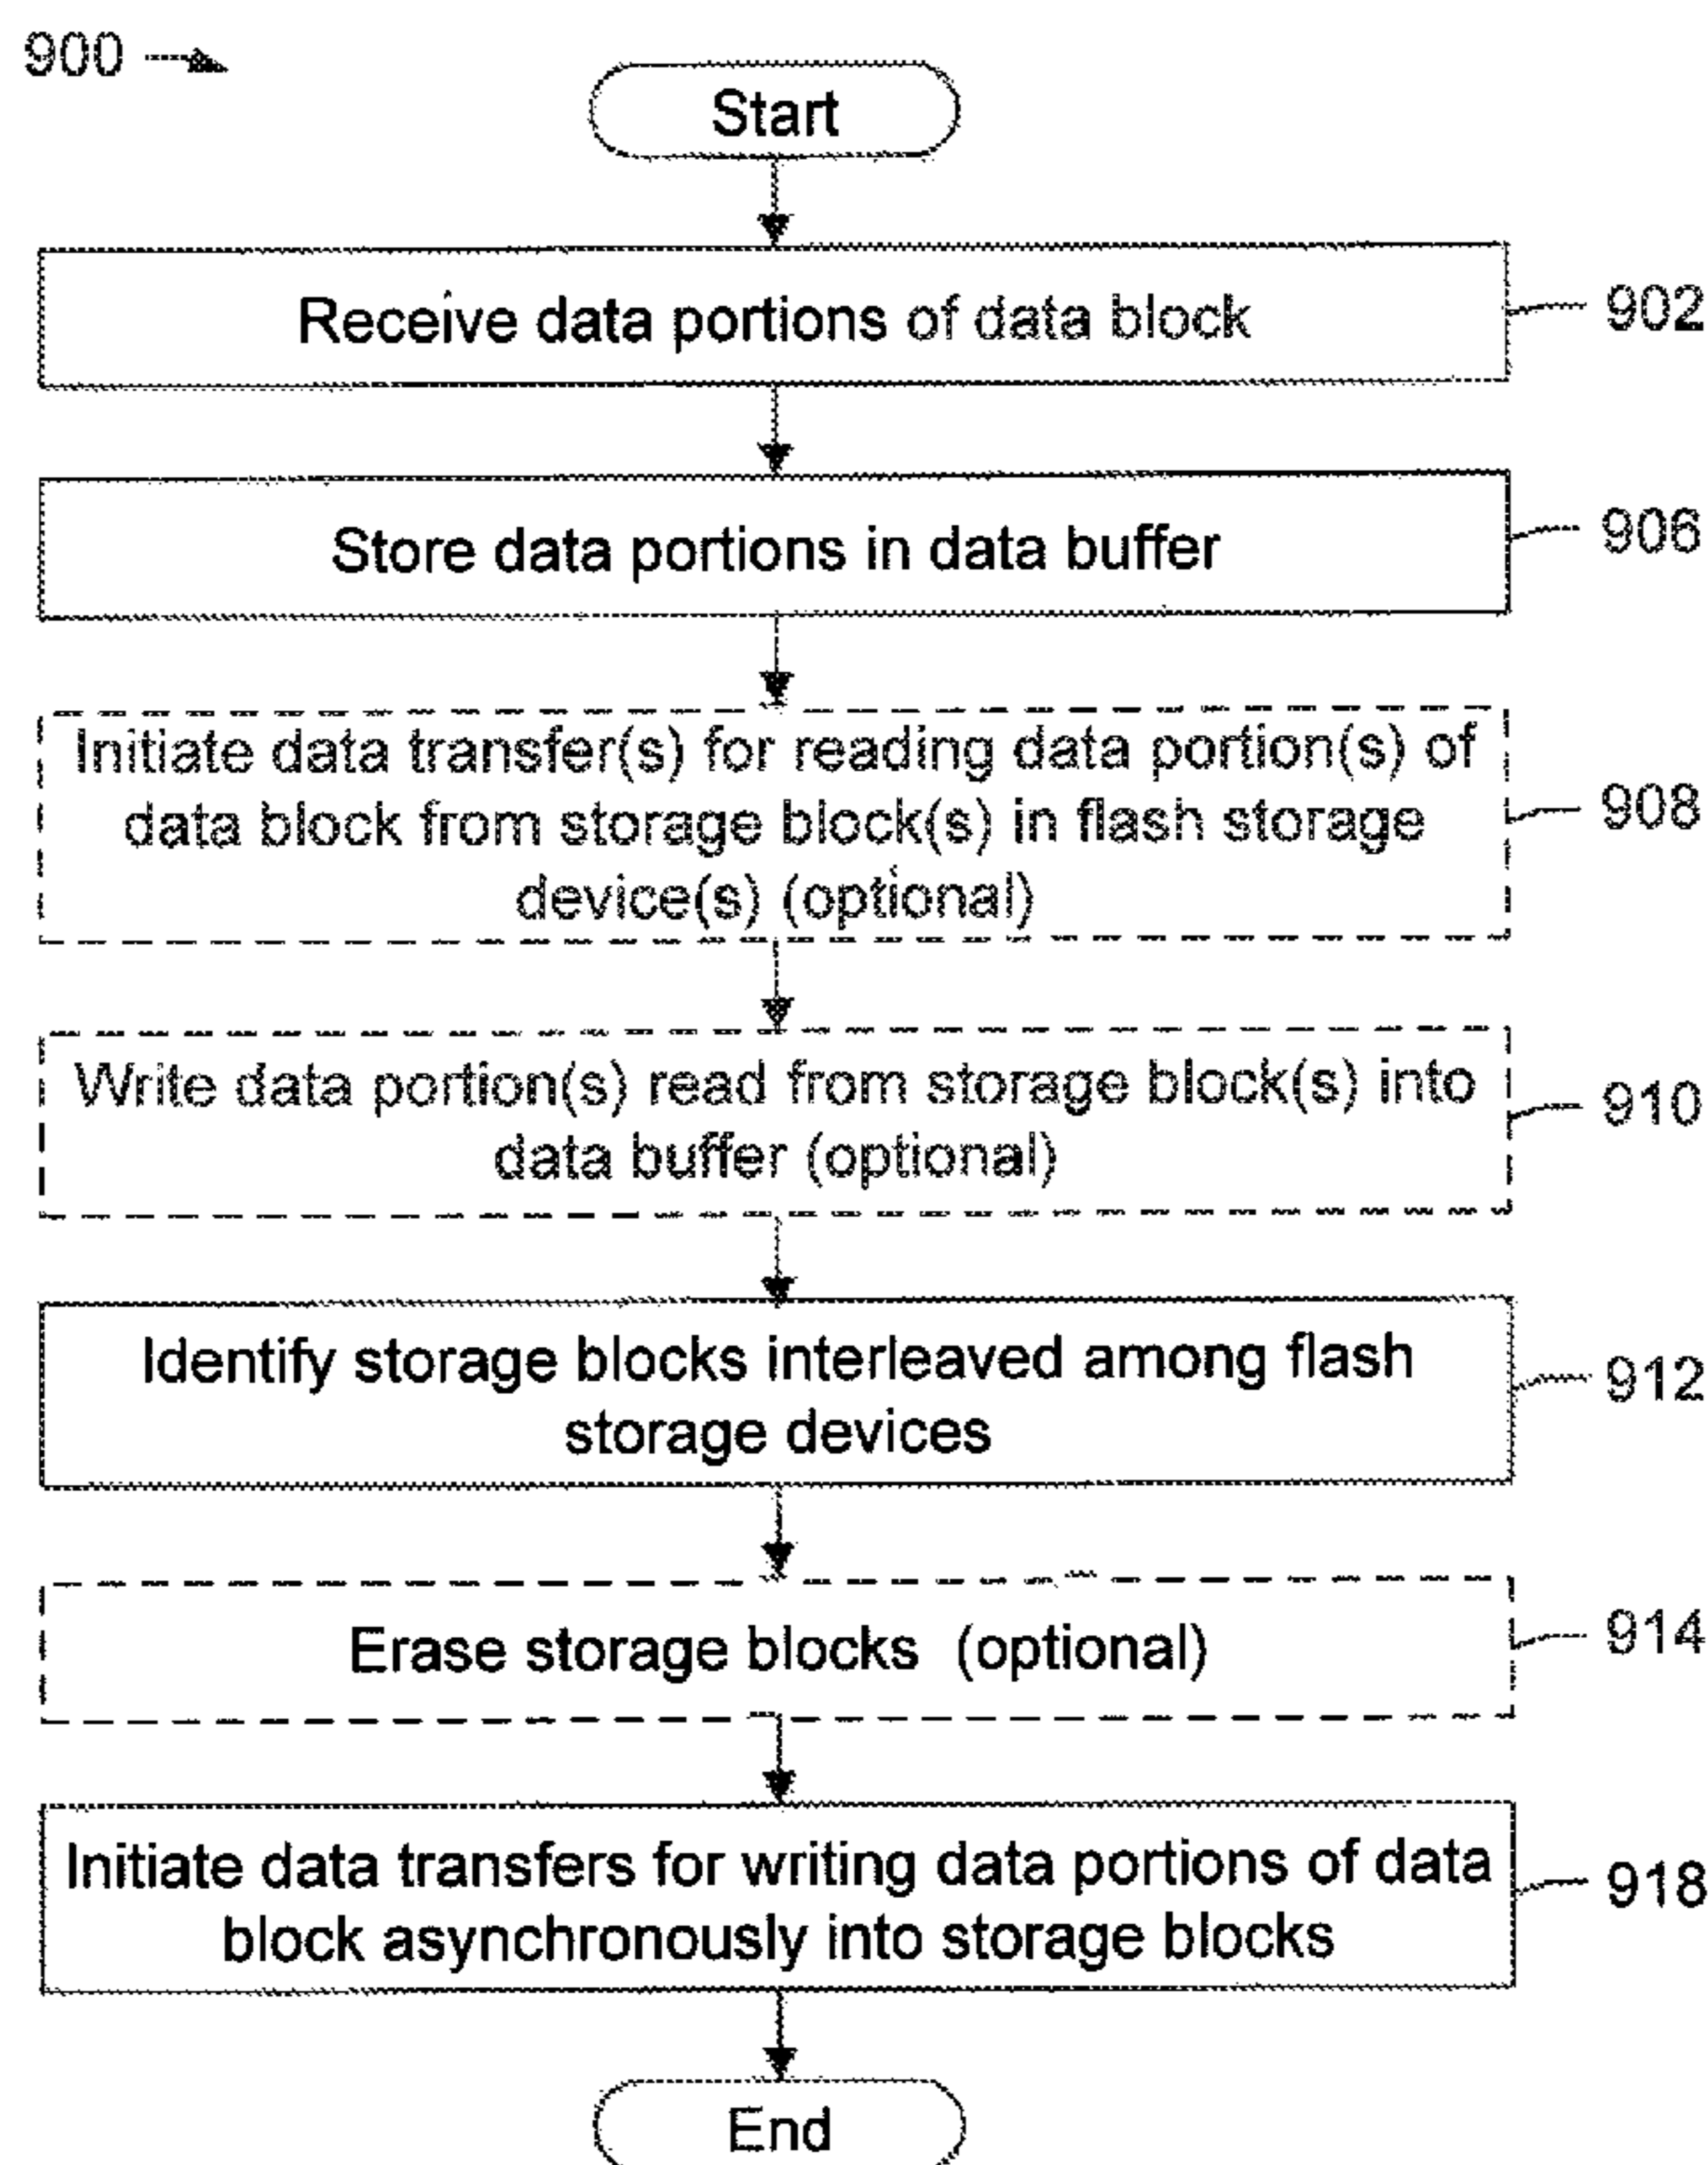 900
Start
Receive data portions of data block
902
Store data portions in data buffer
906
Initiate data transfer(s) for reading data portion(s) of
data block from storage block(s) in flash storage
device(s) (optional)
908
Write data portion(s) read from storage block(s) into
data buffer (optional)
910
Identify storage blocks interleaved among flash
storage devices
912
Erase storage blocks (optional)
914
Initiate data transfers for writing data portions of data
block asynchronously into storage blocks
918
End